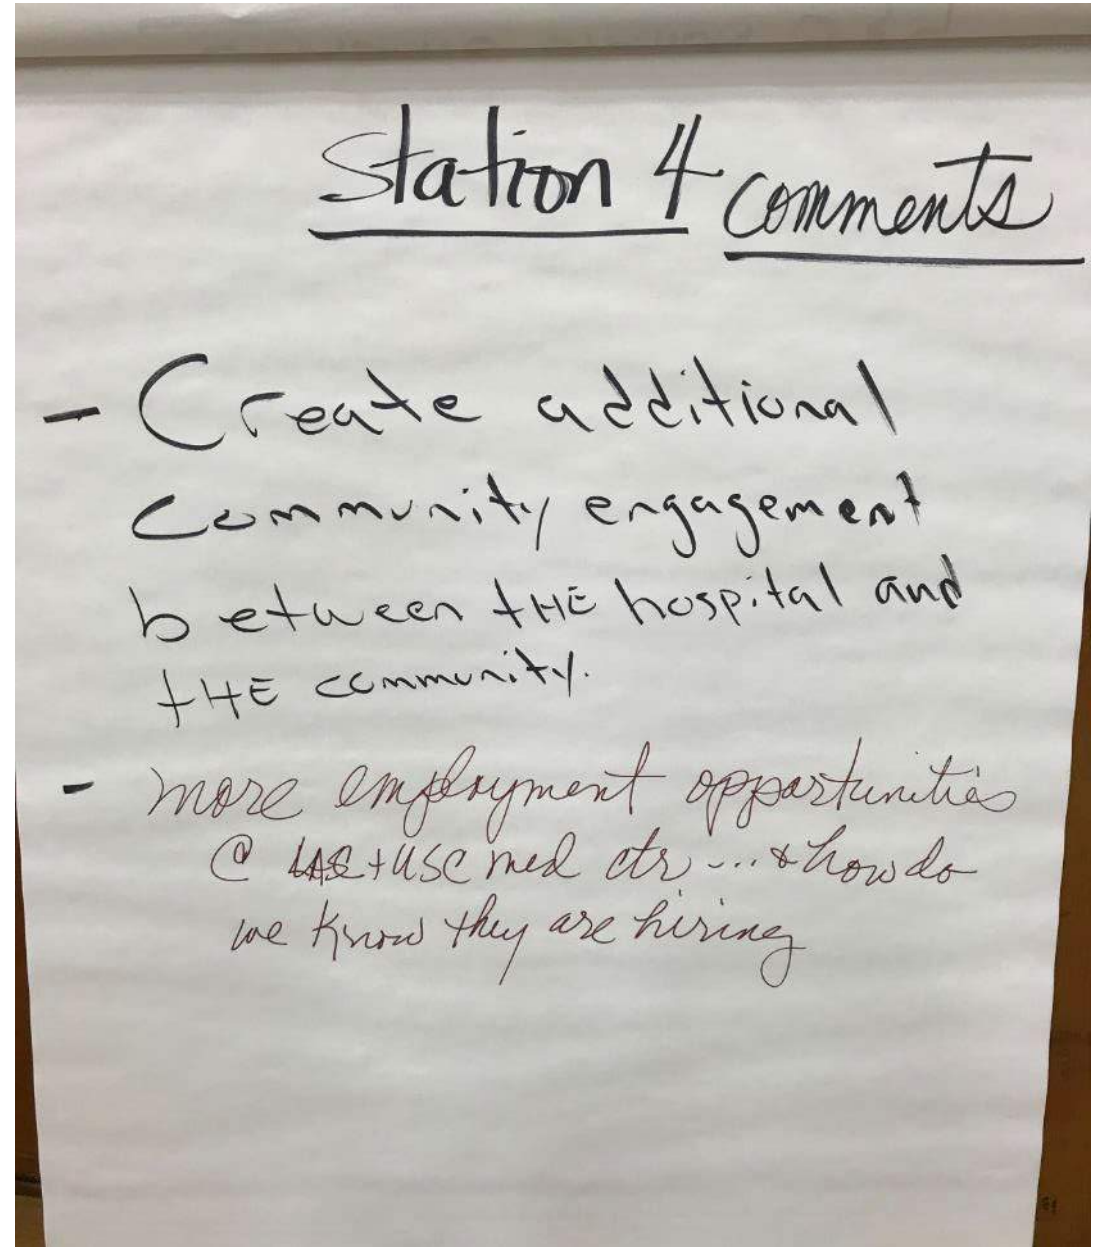 Station 4 comments
- Create additional
community engagement
between tHE hospital and
tHE community.
- more employment opportunities
@ LAC+USC med ctr... & how do
we know they are hiring